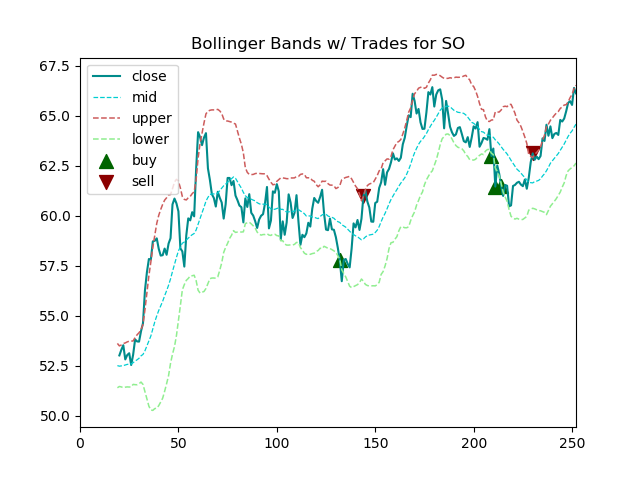 Bollinger Bands w/ Trades for SO
67.5
65.0
62.5
60.0
57.5
55.0
52.5
50.0
close
mid
upper
lower
buy
sell
0 50 100 150 200 250